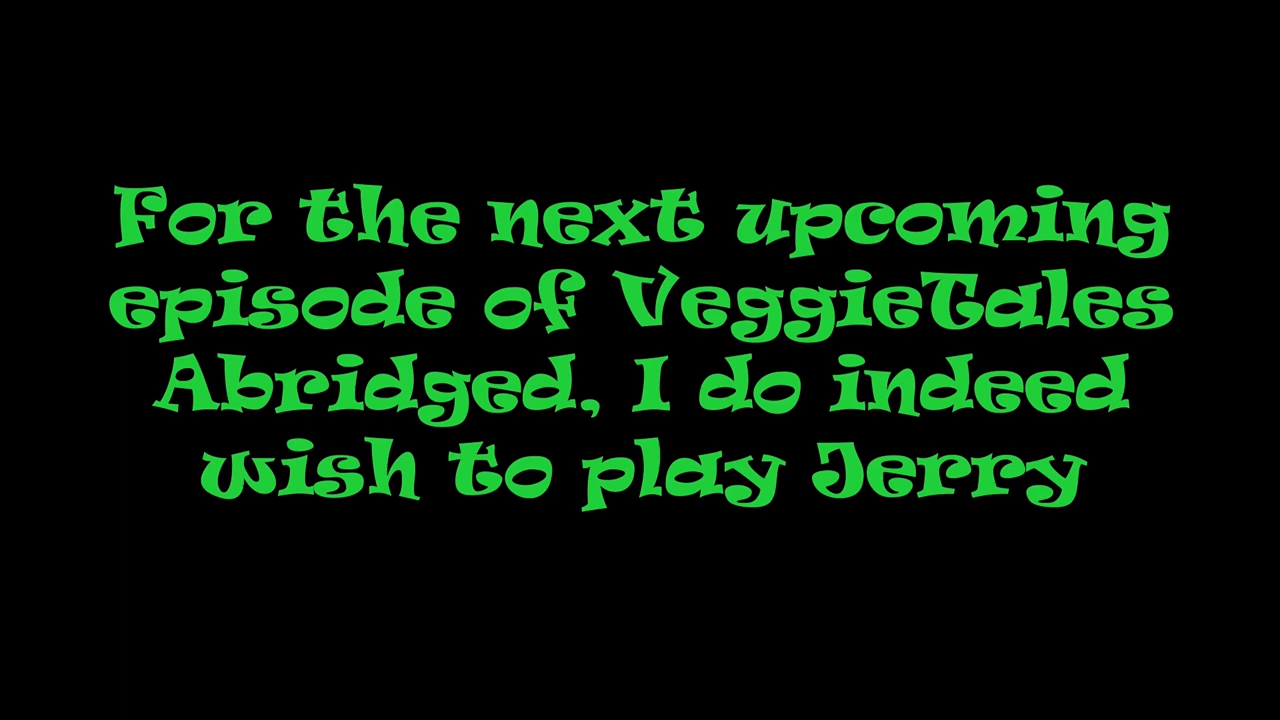 For the next upcoming
episode of VeggieTales
Abridged, I do indeed
wish to play Jerry